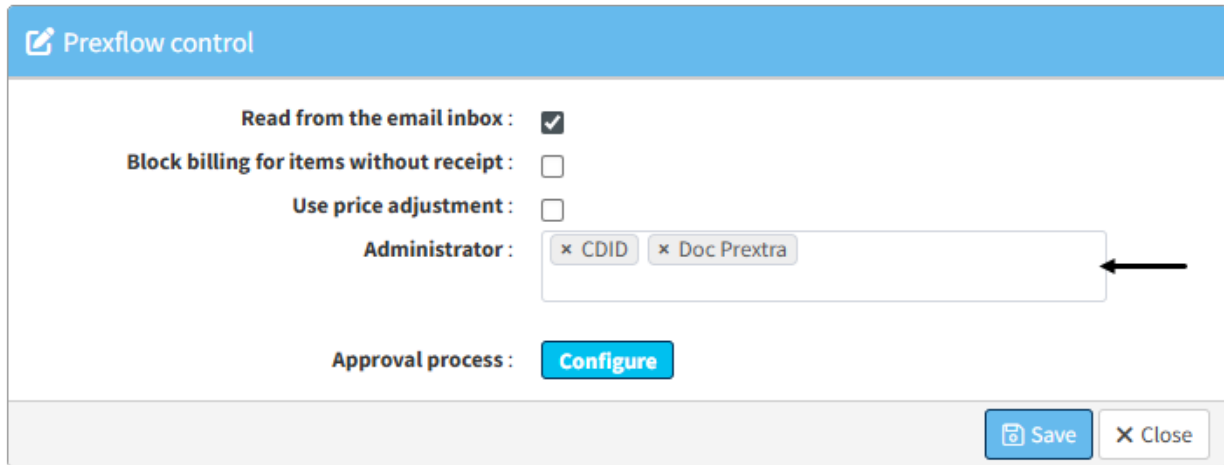 Prexflow control
Read from the email inbox :
Block billing for items without receipt :
Use price adjustment :
Administrator : × CDID × Doc Prextra
Approval process : Configure
Save × Close